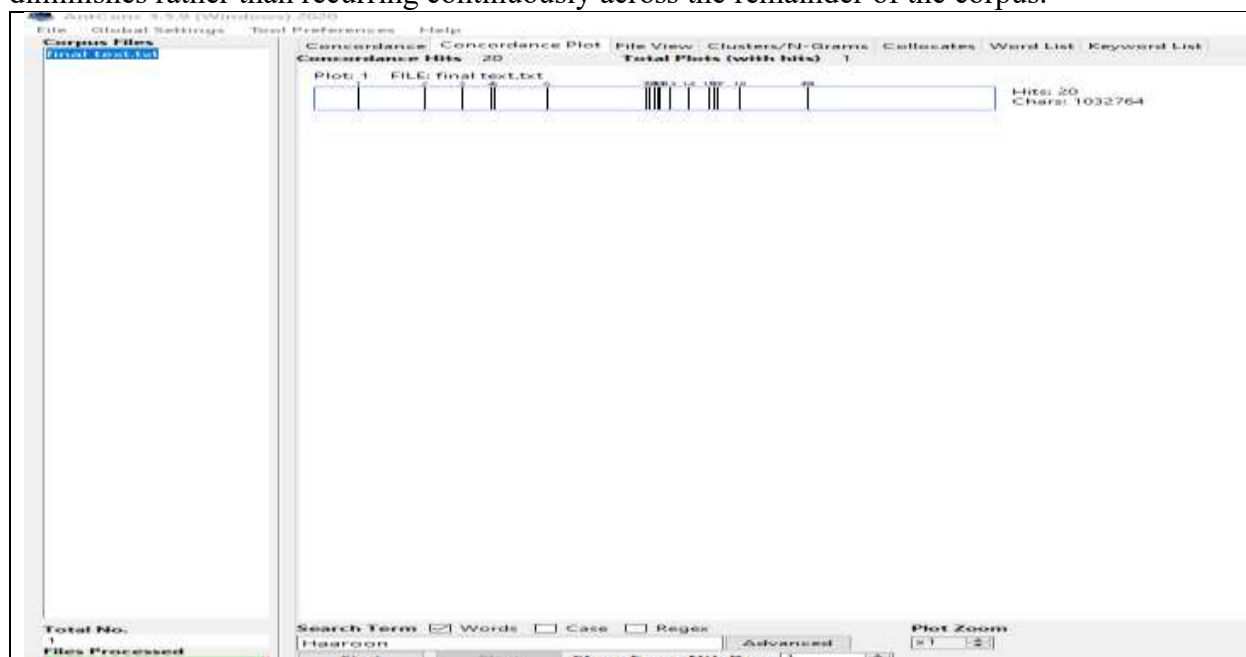 diminishes rather than recurring continuously across the remainder of the corpus.
AntConc 3.5.9 (Windows) 2020
File Global Settings Tool Preferences Help
Corpus Files
final text.txt
Concordance Concordance Plot File View Clusters/N-Grams Collocates Word List Keyword List
Concordance Hits 20 Total Plots (with hits) 1
Plot: 1 FILE: final text.txt
Hits: 20
Chars: 1032764
Total No.
1
Files Processed
Search Term Words Case Regex
Haaroon
Advanced
Plot Zoom
x1